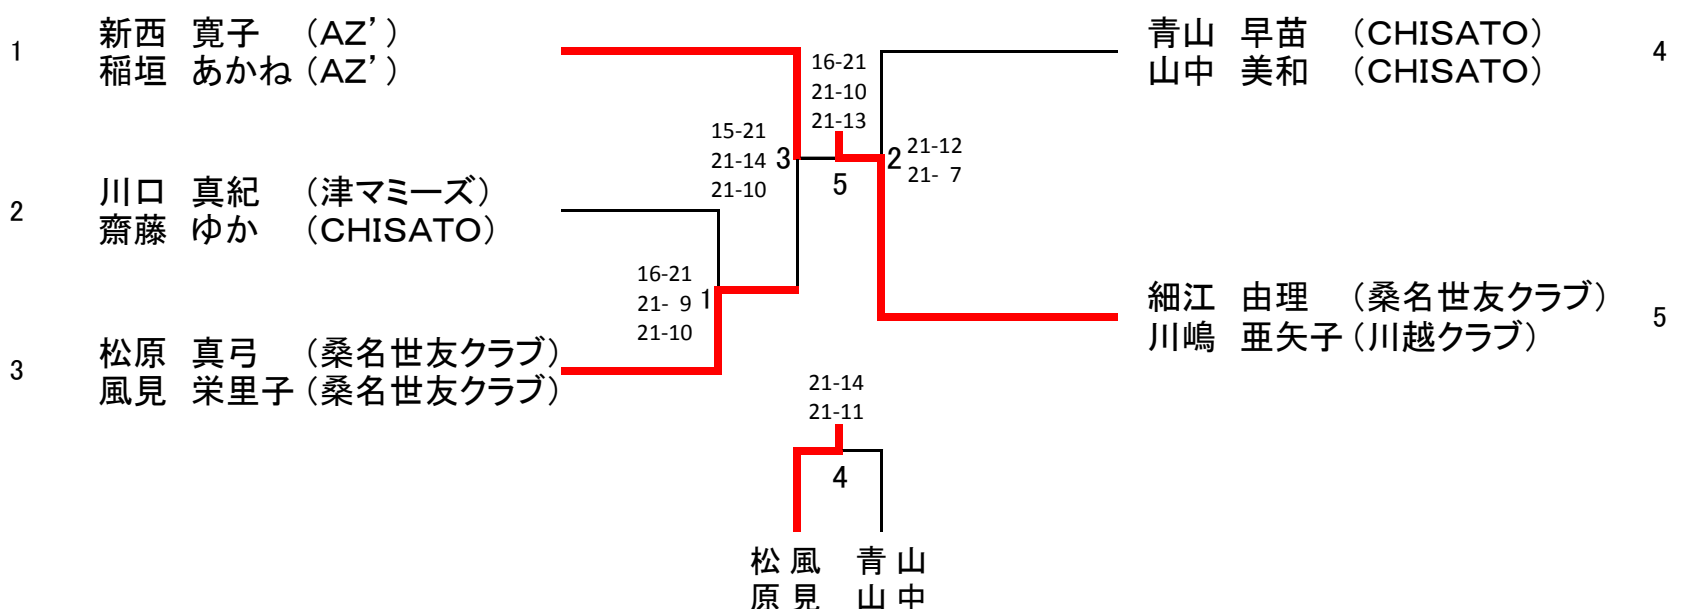 1
新西 寛子 (AZ')
稲垣 あかね (AZ')
2
川口 真紀 (津マミーズ)
齋藤 ゆか (CHISATO)
3
松原 真弓 (桑名世友クラブ)
風見 栄里子 (桑名世友クラブ)
16-21
21- 9
21-10
1
15-21
21-14
21-10
3
16-21
21-10
21-13
5
2
21-12
21- 7
青山 早苗 (CHISATO)
山中 美和 (CHISATO)
4
細江 由理 (桑名世友クラブ)
川嶋 亜矢子 (川越クラブ)
5
21-14
21-11
4
松 風 青 山
原 見 山 中